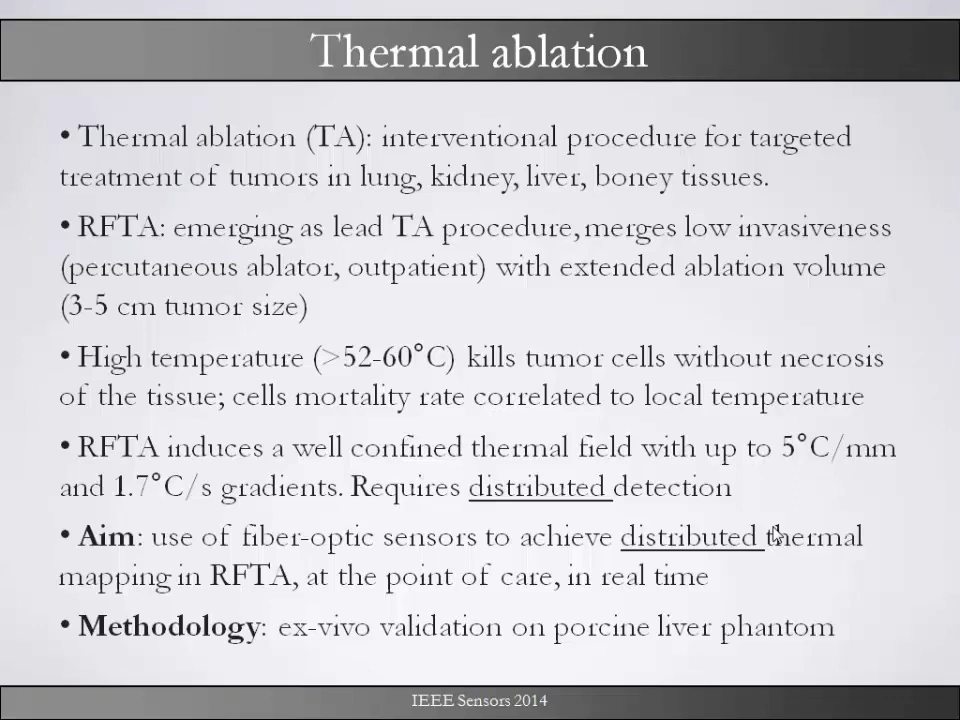 Thermal ablation
• Thermal ablation (TA): interventional procedure for targeted
treatment of tumors in lung, kidney, liver, boney tissues.
• RFTA: emerging as lead TA procedure, merges low invasiveness
(percutaneous ablator, outpatient) with extended ablation volume
(3-5 cm tumor size)
• High temperature (>52-60°C) kills tumor cells without necrosis
of the tissue; cells mortality rate correlated to local temperature
• RFTA induces a well confined thermal field with up to 5°C/mm
and 1.7°C/s gradients. Requires distributed detection
• Aim: use of fiber-optic sensors to achieve distributed thermal
mapping in RFTA, at the point of care, in real time
• Methodology: ex-vivo validation on porcine liver phantom
IEEE Sensors 2014